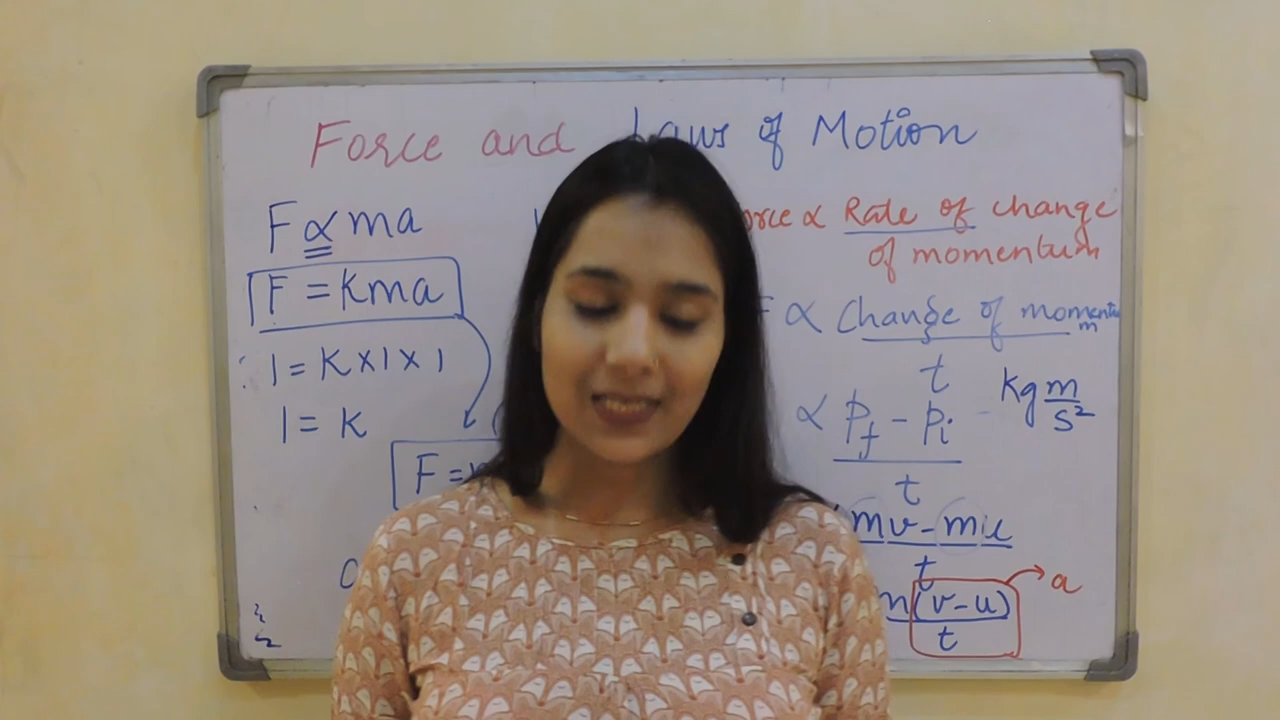 Force and Laws of Motion
F α ma
F = Kma
1 = K x 1 x 1
1 = K
F =
Force α Rate of change
of momentum
F α Change of momentum
t
α pf - pi
t
kg m
s²
mv - mu
t
m(v-u)
t
a